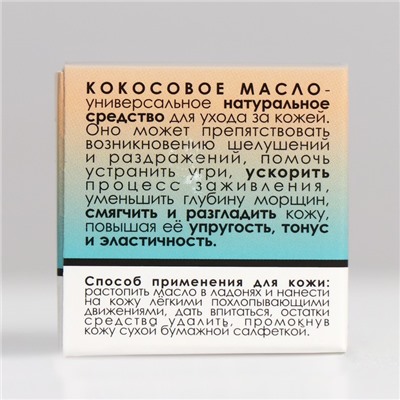 КОКОСОВОЕ МАСЛО-
универсальное натуральное
средство для ухода за кожей.
Оно может препятствовать
возникновению шелушений
и раздражений, помочь
устранить угри, ускорить
процесс заживления,
уменьшить глубину морщин,
смягчить и разгладить кожу,
повышая её упругость, тонус
и эластичность.
Способ применения для кожи:
растопить масло в ладонях и нанести
на кожу лёгкими похлопывающими
движениями, дать впитаться, остатки
средства удалить, промокнув
кожу сухой бумажной салфеткой.